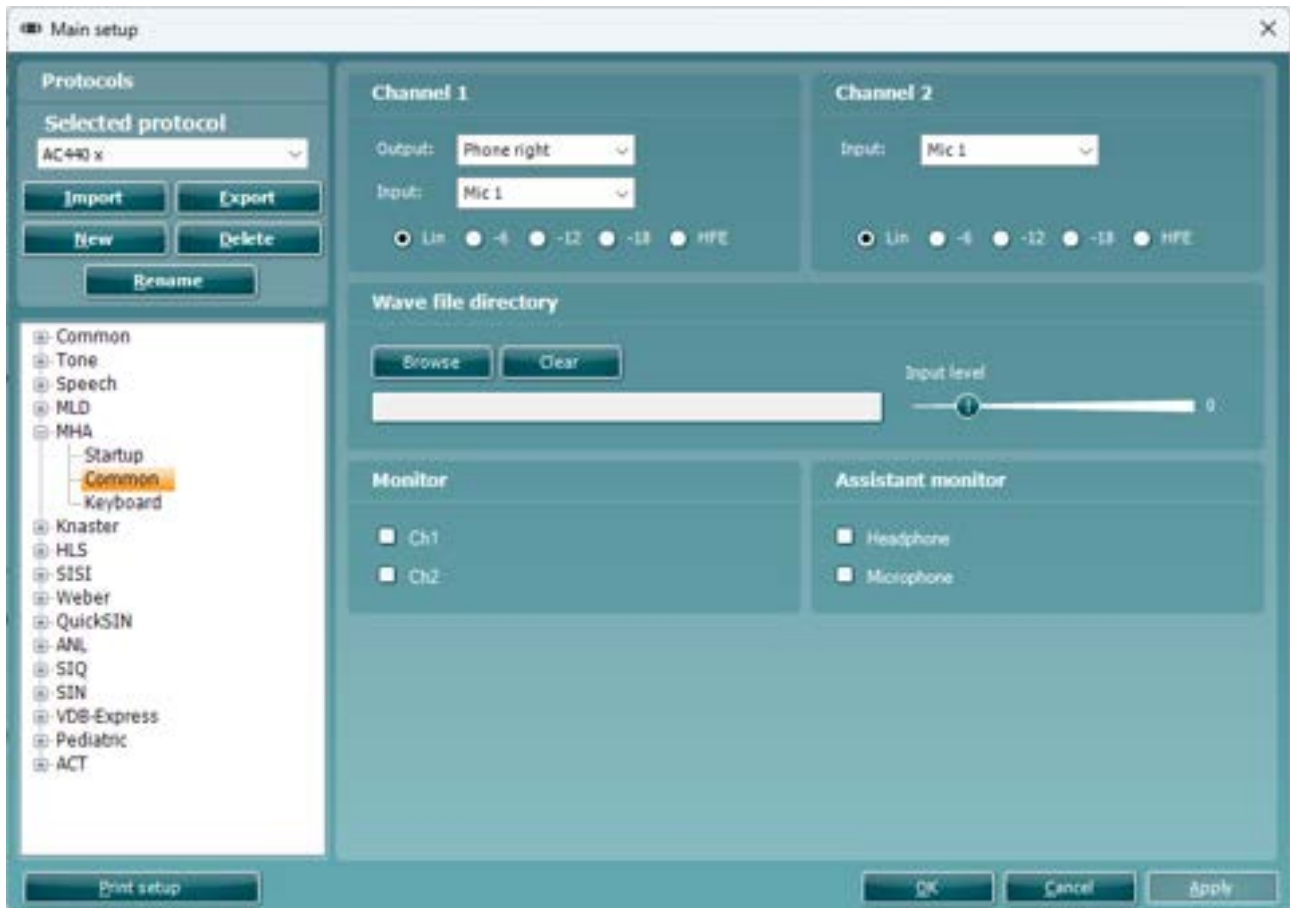 Main setup
Protocols
Selected protocol
AC440 x
Import Export
New Delete
Rename
Common
Tone
Speech
MLD
MHA
Startup
Common
Keyboard
Knaster
HLS
SISI
Weber
QuickSIN
ANL
SIQ
SIN
VDB-Express
Pediatric
ACT
Print setup
Channel 1
Output: Phone right
Input: Mic 1
Lin -6 -12 -18 HFE
Channel 2
Input: Mic 1
Lin -6 -12 -18 HFE
Wave file directory
Browse Clear
Input level
0
Monitor
Ch1
Ch2
Assistant monitor
Headphone
Microphone
OK Cancel Apply